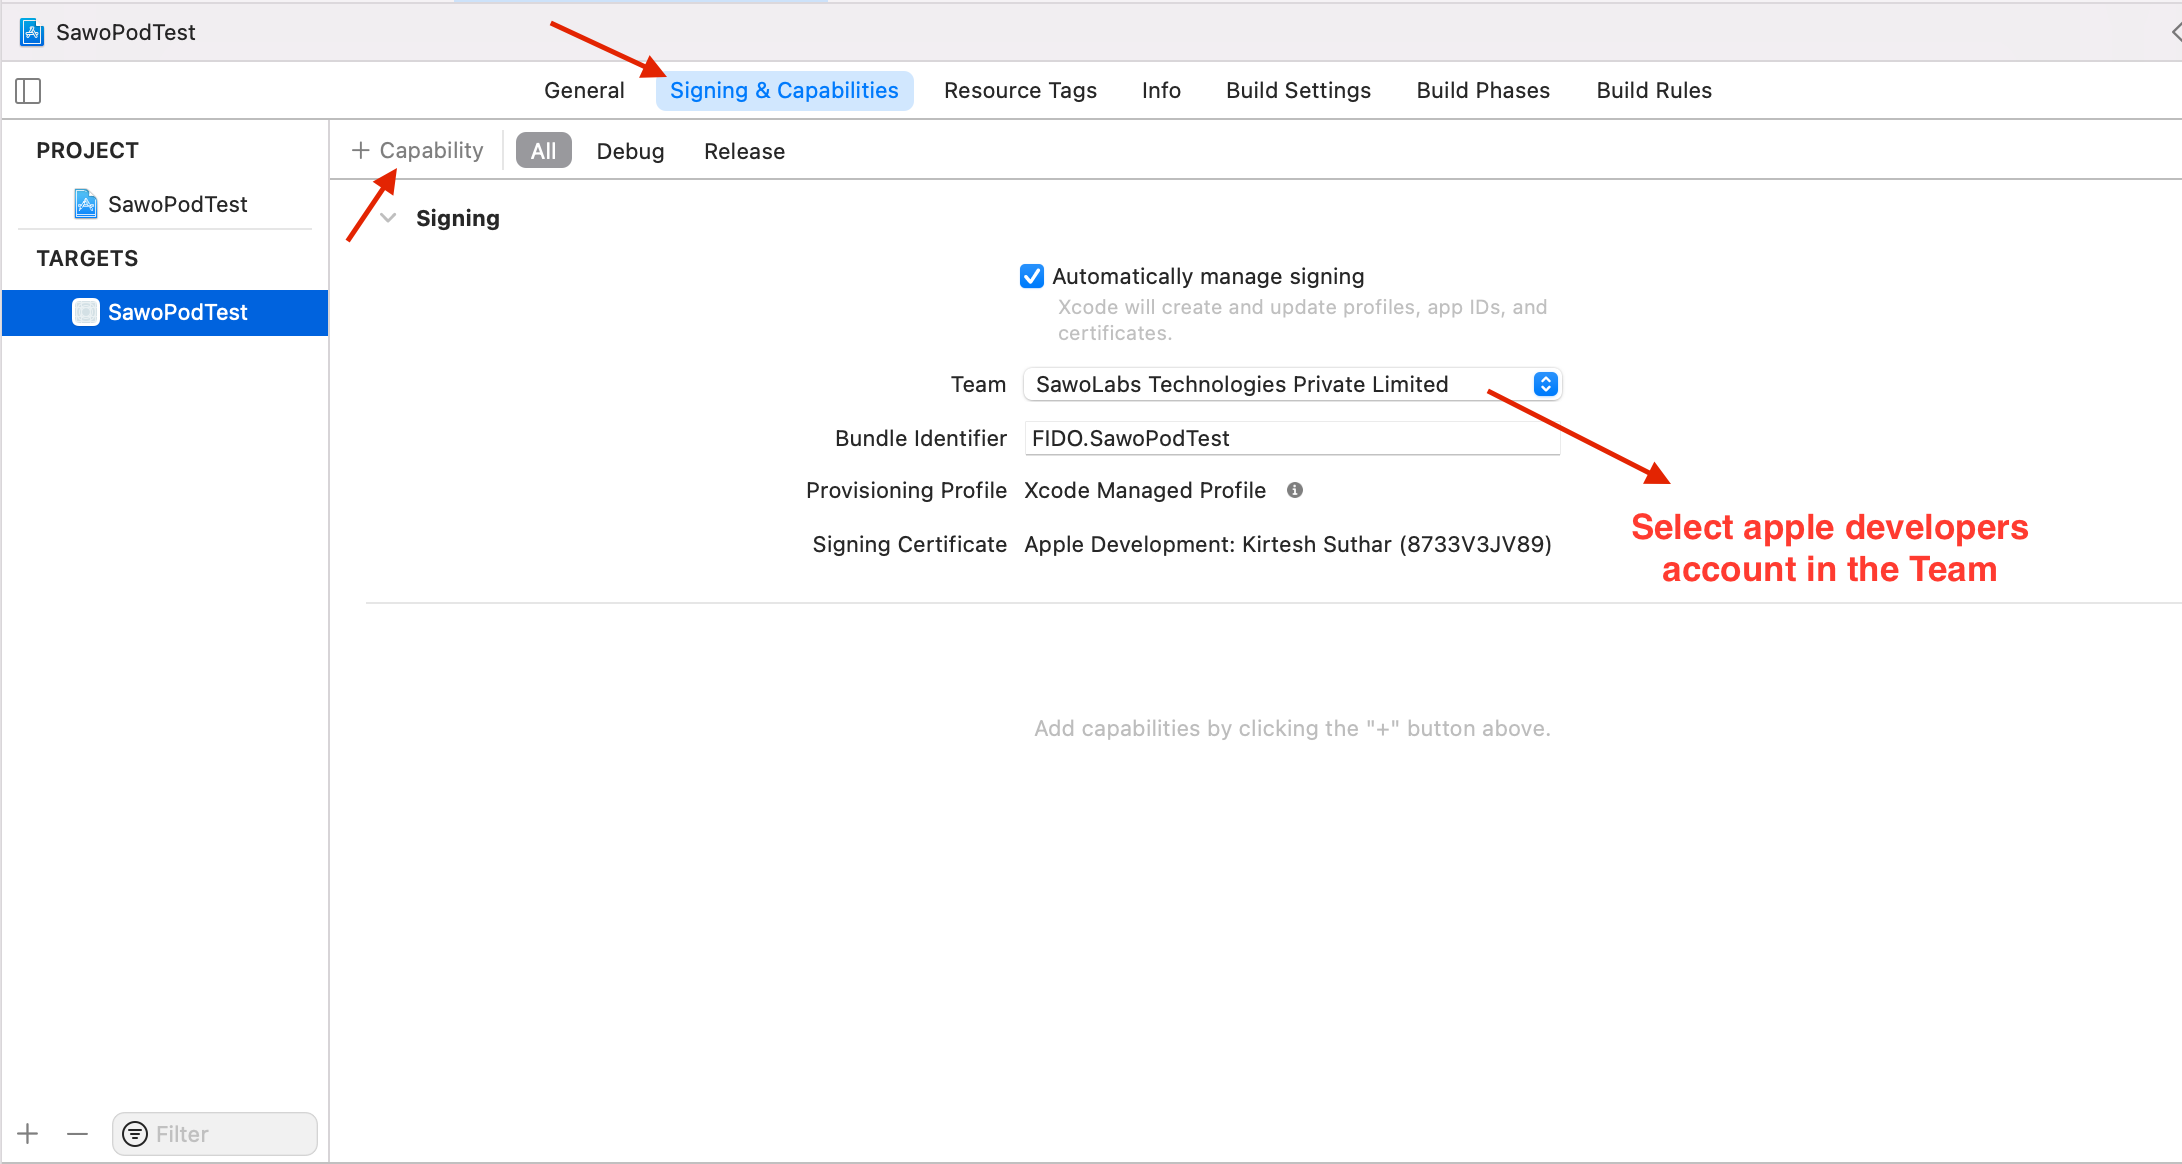 SawoPodTest
General Signing & Capabilities Resource Tags Info Build Settings Build Phases Build Rules
PROJECT
SawoPodTest
TARGETS
SawoPodTest
+ Capability All Debug Release
Signing
Automatically manage signing
Xcode will create and update profiles, app IDs, and
certificates.
Team SawoLabs Technologies Private Limited
Bundle Identifier FIDO.SawoPodTest
Provisioning Profile Xcode Managed Profile
Signing Certificate Apple Development: Kirtesh Suthar (8733V3JV89)
Select apple developers
account in the Team
Add capabilities by clicking the "+" button above.
Filter